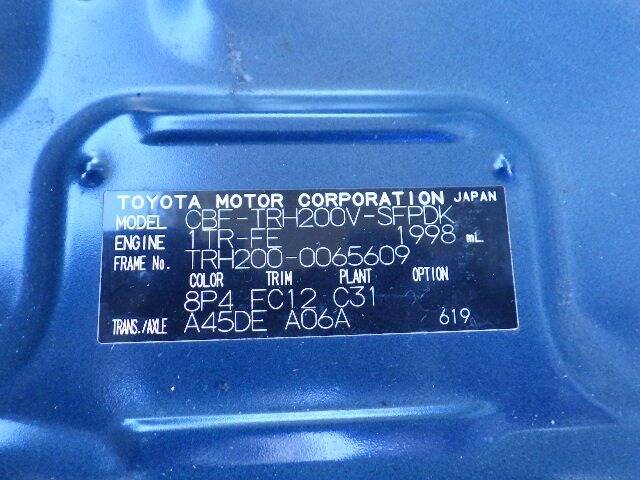 TOYOTA MOTOR CORPORATION JAPAN
MODEL CBF-TRH200V-SFPDK
ENGINE 1TR-FE 1998 mL
FRAME No. TRH200-0065609
COLOR TRIM PLANT OPTION
8P4 FC12 C31
TRANS./AXLE A45DE A06A 619